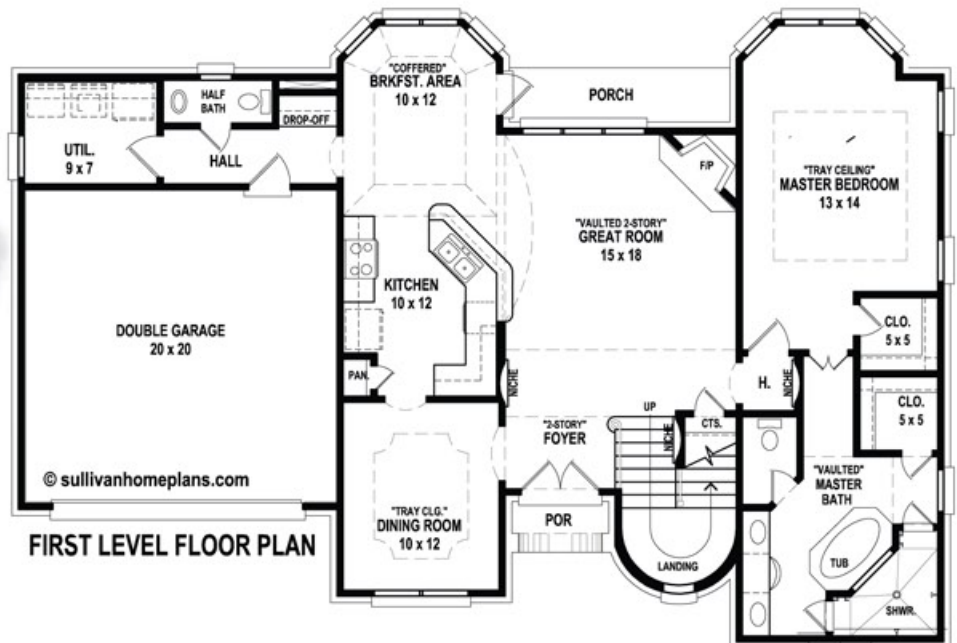 "COFFERED"
BRKFST. AREA
10 x 12
HALF
BATH
DROP-OFF
UTIL.
9 x 7
HALL
PORCH
F/P
"TRAY CEILING"
MASTER BEDROOM
13 x 14
"VAULTED 2-STORY"
GREAT ROOM
15 x 18
KITCHEN
10 x 12
DOUBLE GARAGE
20 x 20
PAN.
NICHE
CLO.
5 x 5
H.
NICHE
CLO.
5 x 5
UP
"2-STORY"
FOYER
NICHE
CTS.
© sullivanhomeplans.com
"TRAY CLG."
DINING ROOM
10 x 12
POR
LANDING
"VAULTED"
MASTER
BATH
TUB
SHWR.
FIRST LEVEL FLOOR PLAN